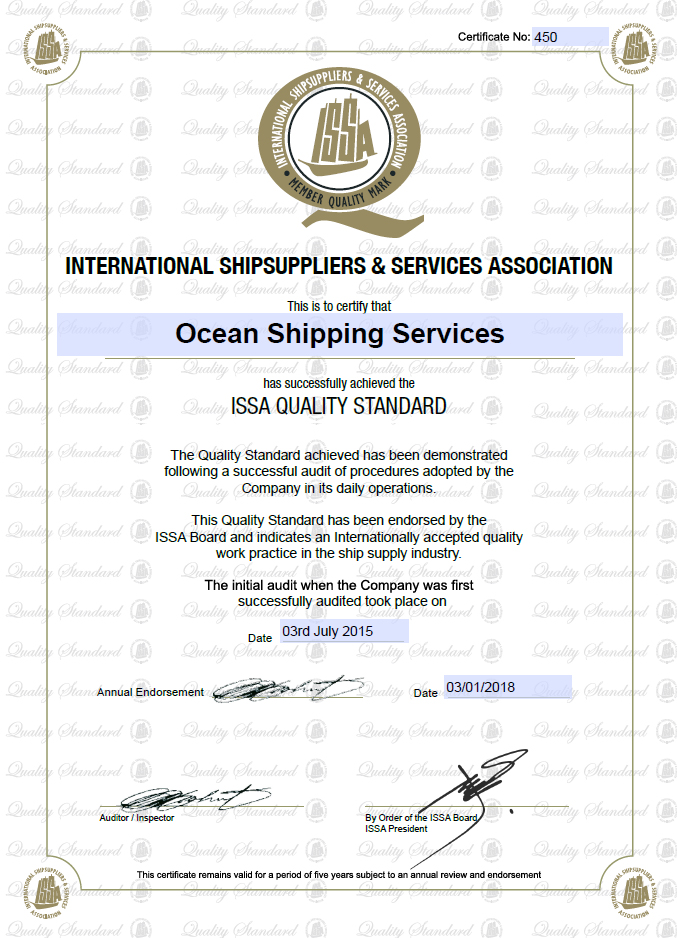 Certificate No: 450
INTERNATIONAL SHIPSUPPLIERS & SERVICES ASSOCIATION
ISSA
MEMBER QUALITY MARK
INTERNATIONAL SHIPSUPPLIERS & SERVICES ASSOCIATION
This is to certify that
Ocean Shipping Services
has successfully achieved the
ISSA QUALITY STANDARD
The Quality Standard achieved has been demonstrated
following a successful audit of procedures adopted by the
Company in its daily operations.
This Quality Standard has been endorsed by the
ISSA Board and indicates an Internationally accepted quality
work practice in the ship supply industry.
The initial audit when the Company was first
successfully audited took place on
Date 03rd July 2015
Annual Endorsement Date 03/01/2018
Auditor / Inspector
By Order of the ISSA Board
ISSA President
This certificate remains valid for a period of five years subject to an annual review and endorsement
Quality Standard